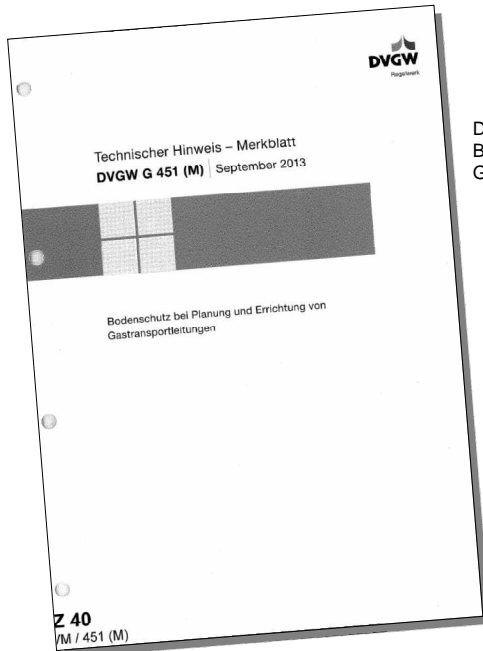 DVGW
Regelwerk
Technischer Hinweis – Merkblatt
DVGW G 451 (M) | September 2013
Bodenschutz bei Planung und Errichtung von
Gastransportleitungen
Z 40
/M / 451 (M)
D
B
G